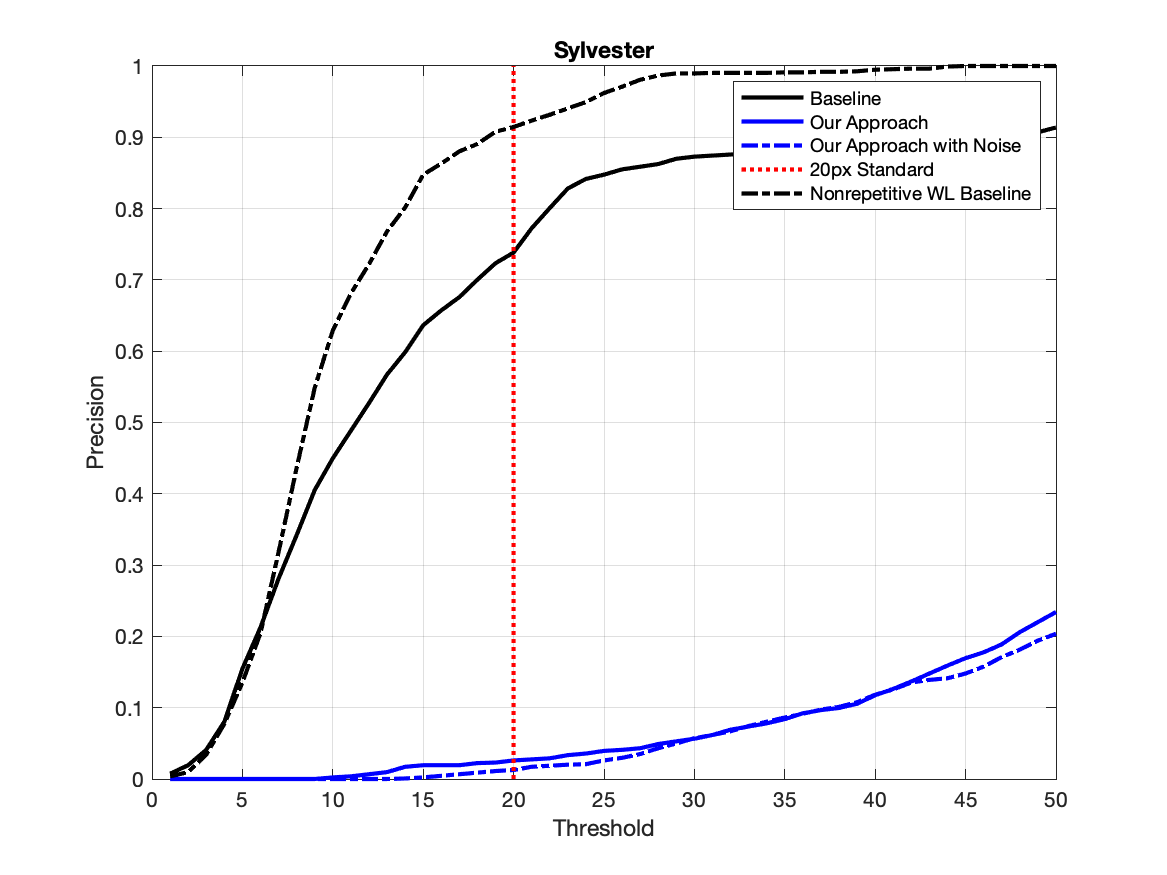 Sylvester
1
0.9
0.8
0.7
0.6
0.5
0.4
0.3
0.2
0.1
0
Precision
Baseline
Our Approach
Our Approach with Noise
20px Standard
Nonrepetitive WL Baseline
0 5 10 15 20 25 30 35 40 45 50
Threshold